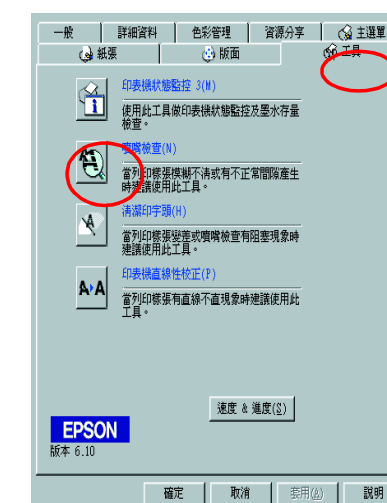 一般 詳細資料 色彩管理 資源分享 主選單
紙張 版面 工具
印表機狀態監控 3(M)
使用此工具做印表機狀態監控及墨水存量
檢查。
噴嘴檢查(N)
當列印樣張模糊不清或有不正常間隙產生
時建議使用此工具。
清潔印字頭(H)
當列印樣張變差或噴嘴檢查有阻塞現象時
建議使用此工具。
印表機直線性校正(P)
當列印樣張有直線不直現象時建議使用此
工具。
速度 & 進度(S)
EPSON
版本 6.10
確定 取消 套用(A) 說明